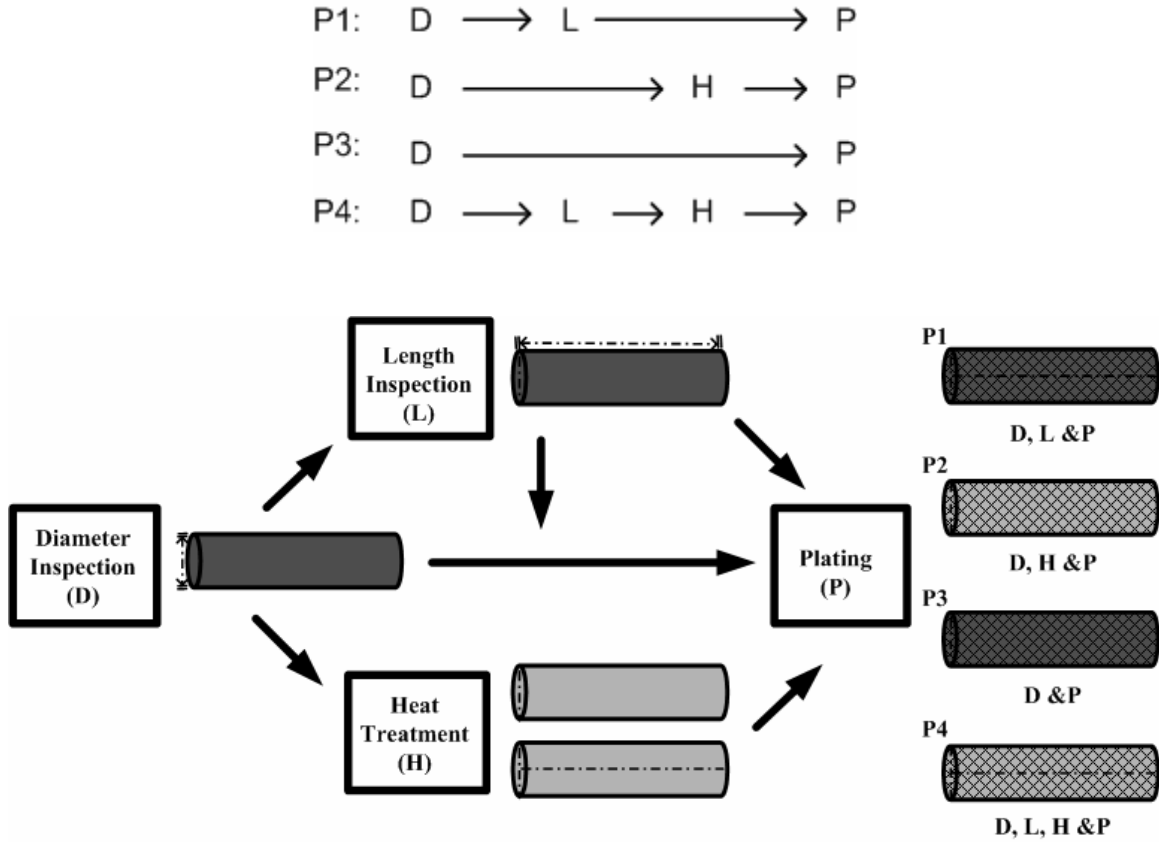 P1: D L P
P2: D H P
P3: D P
P4: D L H P
Length
Inspection
(L)
P1
D, L &P
P2
D, H &P
Diameter
Inspection
(D)
Plating
(P)
P3
D &P
Heat
Treatment
(H)
P4
D, L, H &P